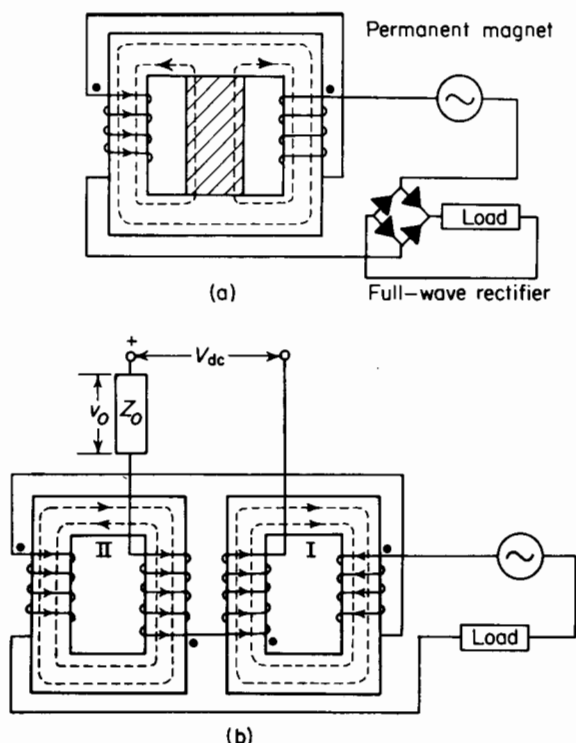 Permanent magnet
Load
(a)
Full-wave rectifier
+
V_dc
v_o
Z_o
II
I
Load
(b)